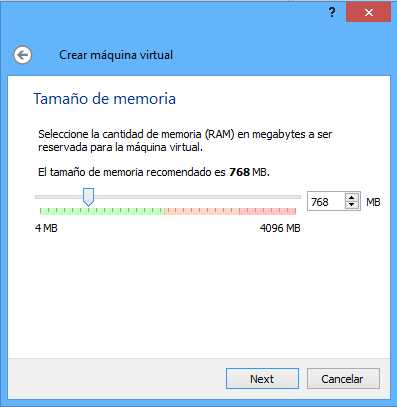 ?
Crear máquina virtual
Tamaño de memoria
Seleccione la cantidad de memoria (RAM) en megabytes a ser
reservada para la máquina virtual.
El tamaño de memoria recomendado es 768 MB.
768 MB
4 MB 4096 MB
Next Cancelar